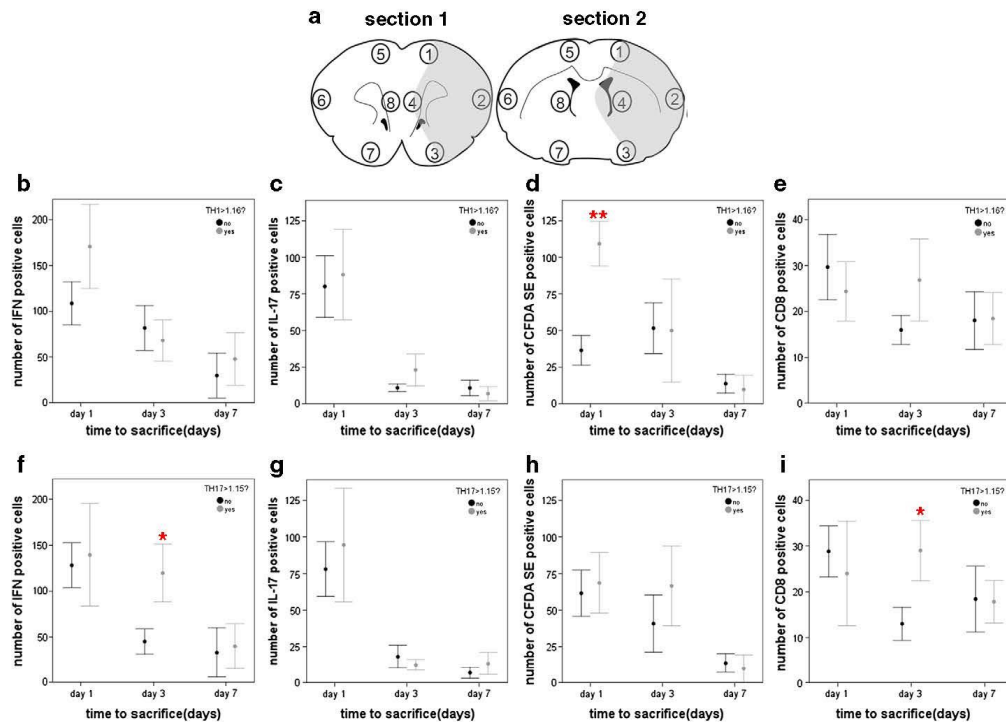 a
section 1
section 2
5
1
6
8
4
2
7
3
5
1
6
8
4
2
7
3
b
number of IFN positive cells
200
150
100
50
0
TH1>1.16?
no
yes
day 1
day 3
day 7
time to sacrifice(days)
c
number of IL-17 positive cells
125
100
75
50
25
0
TH1>1.16?
no
yes
day 1
day 3
day 7
time to sacrifice(days)
d
number of CFDA SE positive cells
125
100
75
50
25
0
**
TH1>1.16?
no
yes
day 1
day 3
day 7
time to sacrifice(days)
e
number of CD8 positive cells
40
30
20
10
0
TH1>1.16?
no
yes
day 1
day 3
day 7
time to sacrifice(days)
f
number of IFN positive cells
200
150
100
50
0
*
TH17>1.15?
no
yes
day 1
day 3
day 7
time to sacrifice(days)
g
number of IL-17 positive cells
125
100
75
50
25
0
TH17>1.15?
no
yes
day 1
day 3
day 7
time to sacrifice(days)
h
number of CFDA SE positive cells
125
100
75
50
25
0
TH17>1.15?
no
yes
day 1
day 3
day 7
time to sacrifice(days)
i
number of CD8 positive cells
40
30
20
10
0
*
TH17>1.15?
no
yes
day 1
day 3
day 7
time to sacrifice(days)